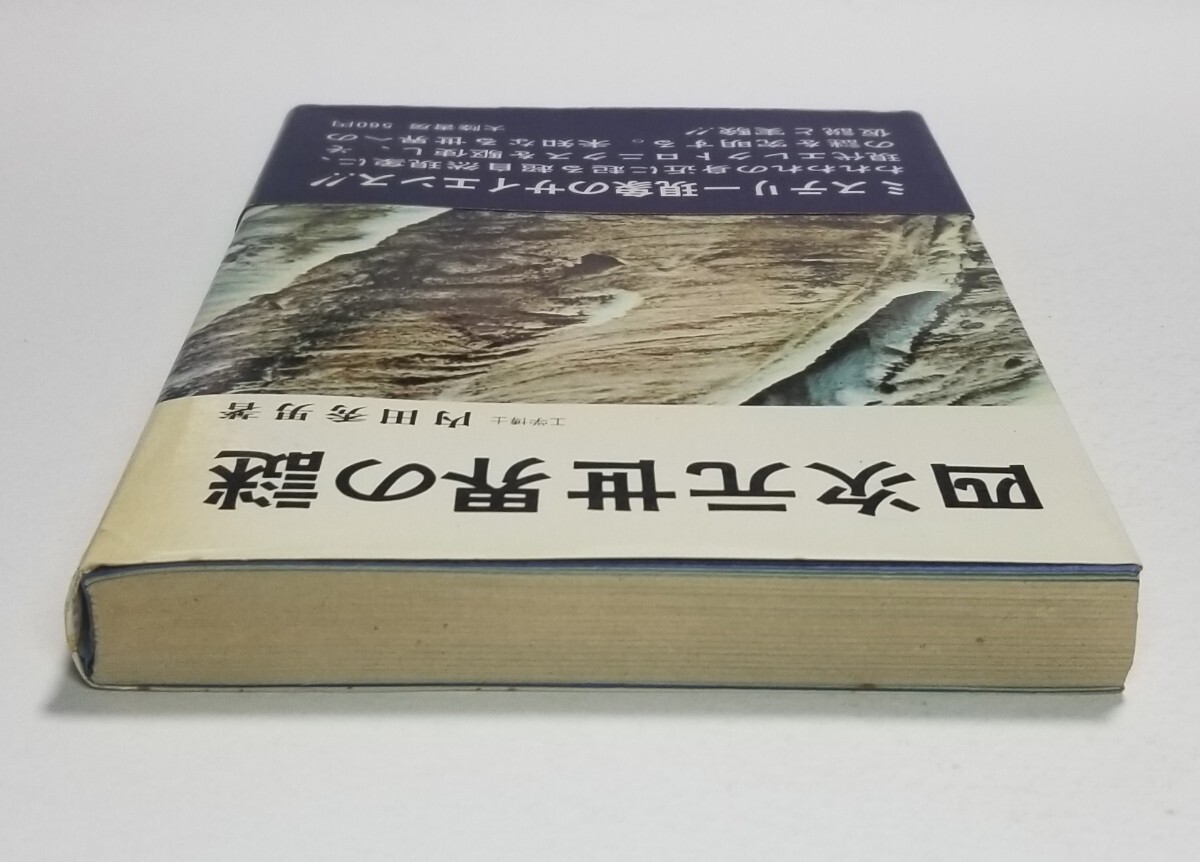 四次元世界の謎
工学博士 内田秀男著
ミステリー現象のサイエンス!!
われわれの身近に起る超自然現象に、
現代エレクトロニクスを駆使し、そ
の謎を究明する。未知なる世界への
仮説と実験!!
大陸書房 560円